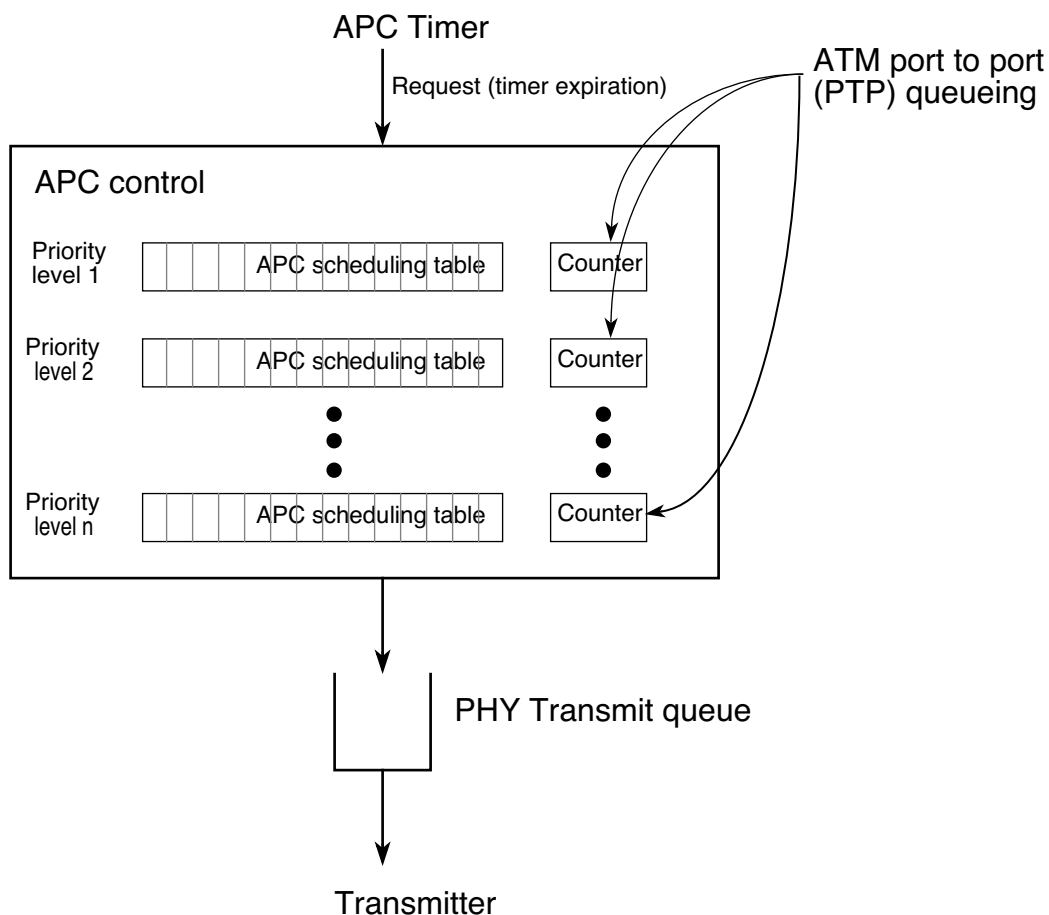 APC Timer
Request (timer expiration)
ATM port to port
(PTP) queueing
APC control
Priority
level 1
APC scheduling table
Counter
Priority
level 2
APC scheduling table
Counter
Priority
level n
APC scheduling table
Counter
PHY Transmit queue
Transmitter